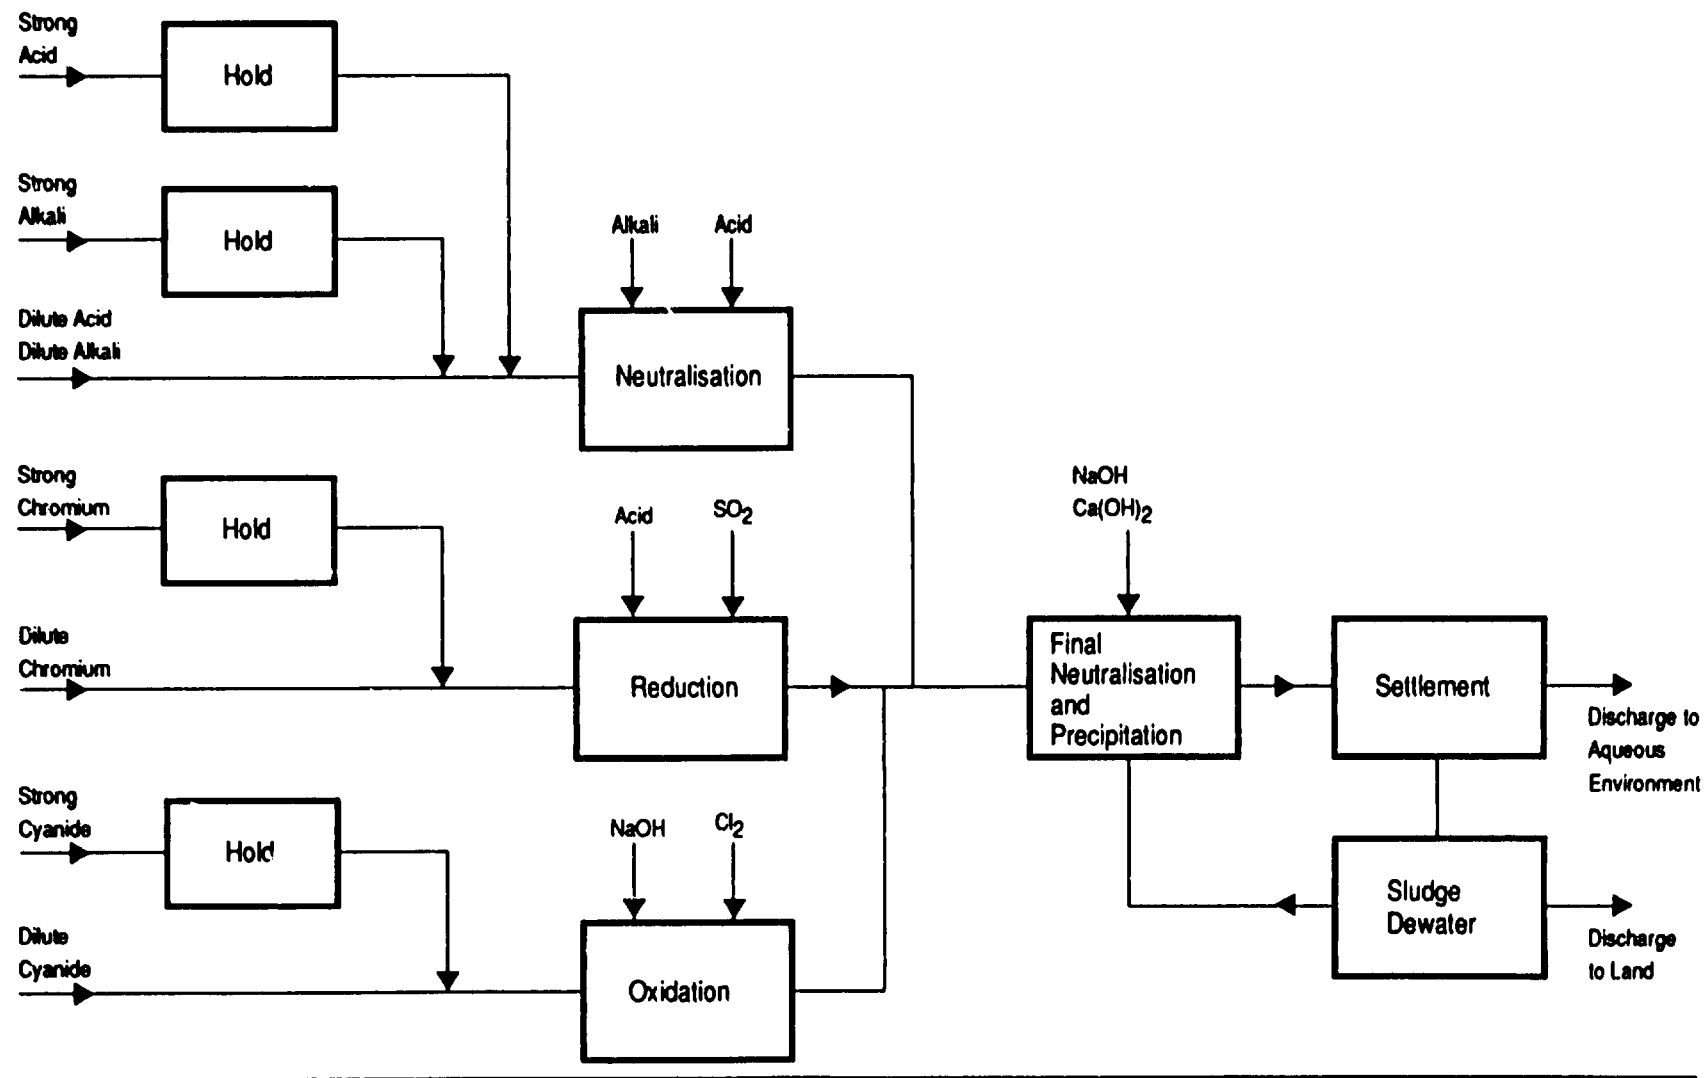 Strong
Acid
Hold
Strong
Alkali
Hold
Dilute Acid
Dilute Alkali
Alkali
Acid
Neutralisation
Strong
Chromium
Hold
Dilute
Chromium
Acid
SO2
Reduction
Strong
Cyanide
Hold
Dilute
Cyanide
NaOH
Cl2
Oxidation
NaOH
Ca(OH)2
Final
Neutralisation
and
Precipitation
Settlement
Discharge to
Aqueous
Environment
Sludge
Dewater
Discharge
to Land